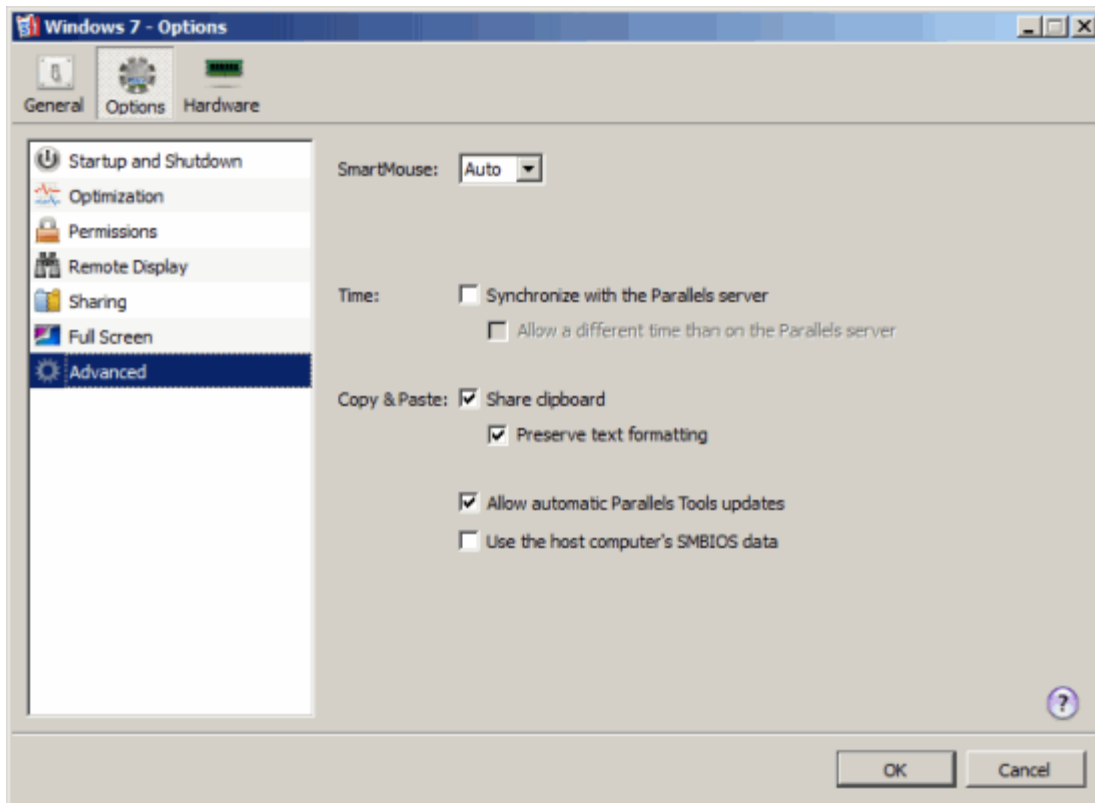 Windows 7 - Options
General Options Hardware
Startup and Shutdown
Optimization
Permissions
Remote Display
Sharing
Full Screen
Advanced
SmartMouse: Auto
Time: Synchronize with the Parallels server
Allow a different time than on the Parallels server
Copy & Paste: Share clipboard
Preserve text formatting
Allow automatic Parallels Tools updates
Use the host computer's SMBIOS data
?
OK Cancel